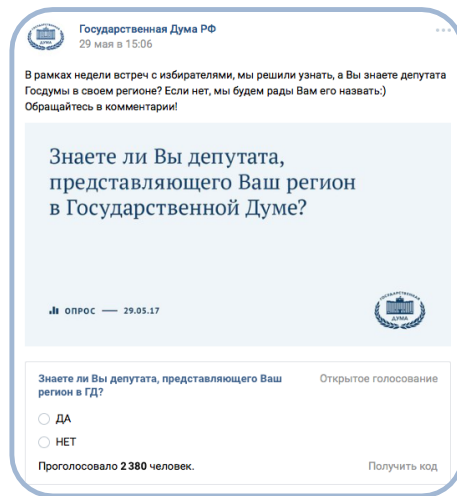 Государственная Дума РФ
29 мая в 15:06
В рамках недели встреч с избирателями, мы решили узнать, а Вы знаете депутата
Госдумы в своем регионе? Если нет, мы будем рады Вам его назвать:)
Обращайтесь в комментарии!
Знаете ли Вы депутата,
представляющего Ваш регион
в Государственной Думе?
ОПРОС — 29.05.17
ГОСУДАРСТВЕННАЯ
ДУМА
Знаете ли Вы депутата, представляющего Ваш
регион в ГД?
Открытое голосование
ДА
НЕТ
Проголосовало 2 380 человек.
Получить код